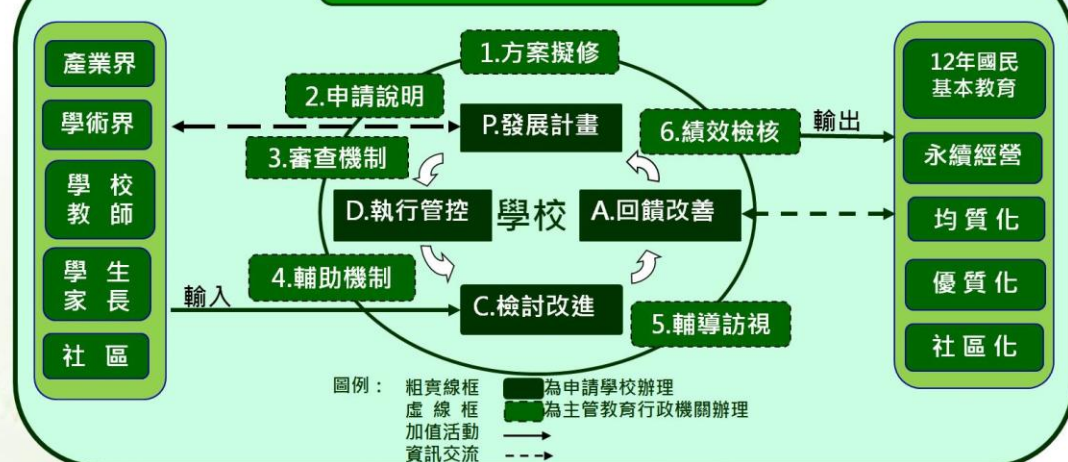 產業界
學術界
學 校
教 師
學 生
家 長
社 區
輸入
1.方案擬修
2.申請說明
P.發展計畫
3.審查機制
D.執行管控
學校
A.回饋改善
4.輔助機制
C.檢討改進
5.輔導訪視
6.績效檢核
輸出
12年國民
基本教育
永續經營
均 質 化
優 質 化
社 區 化
圖例： 粗實線框 為申請學校辦理
虛 線 框 為主管教育行政機關辦理
加值活動
資訊交流